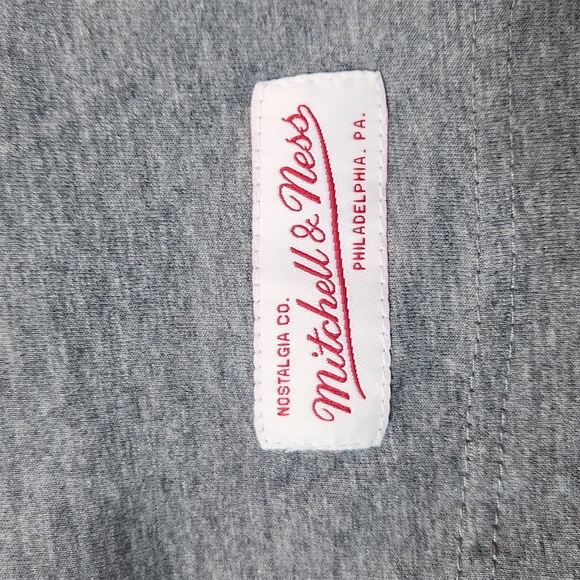 NOSTALGIA CO.
Mitchell & Ness
PHILADELPHIA, PA.